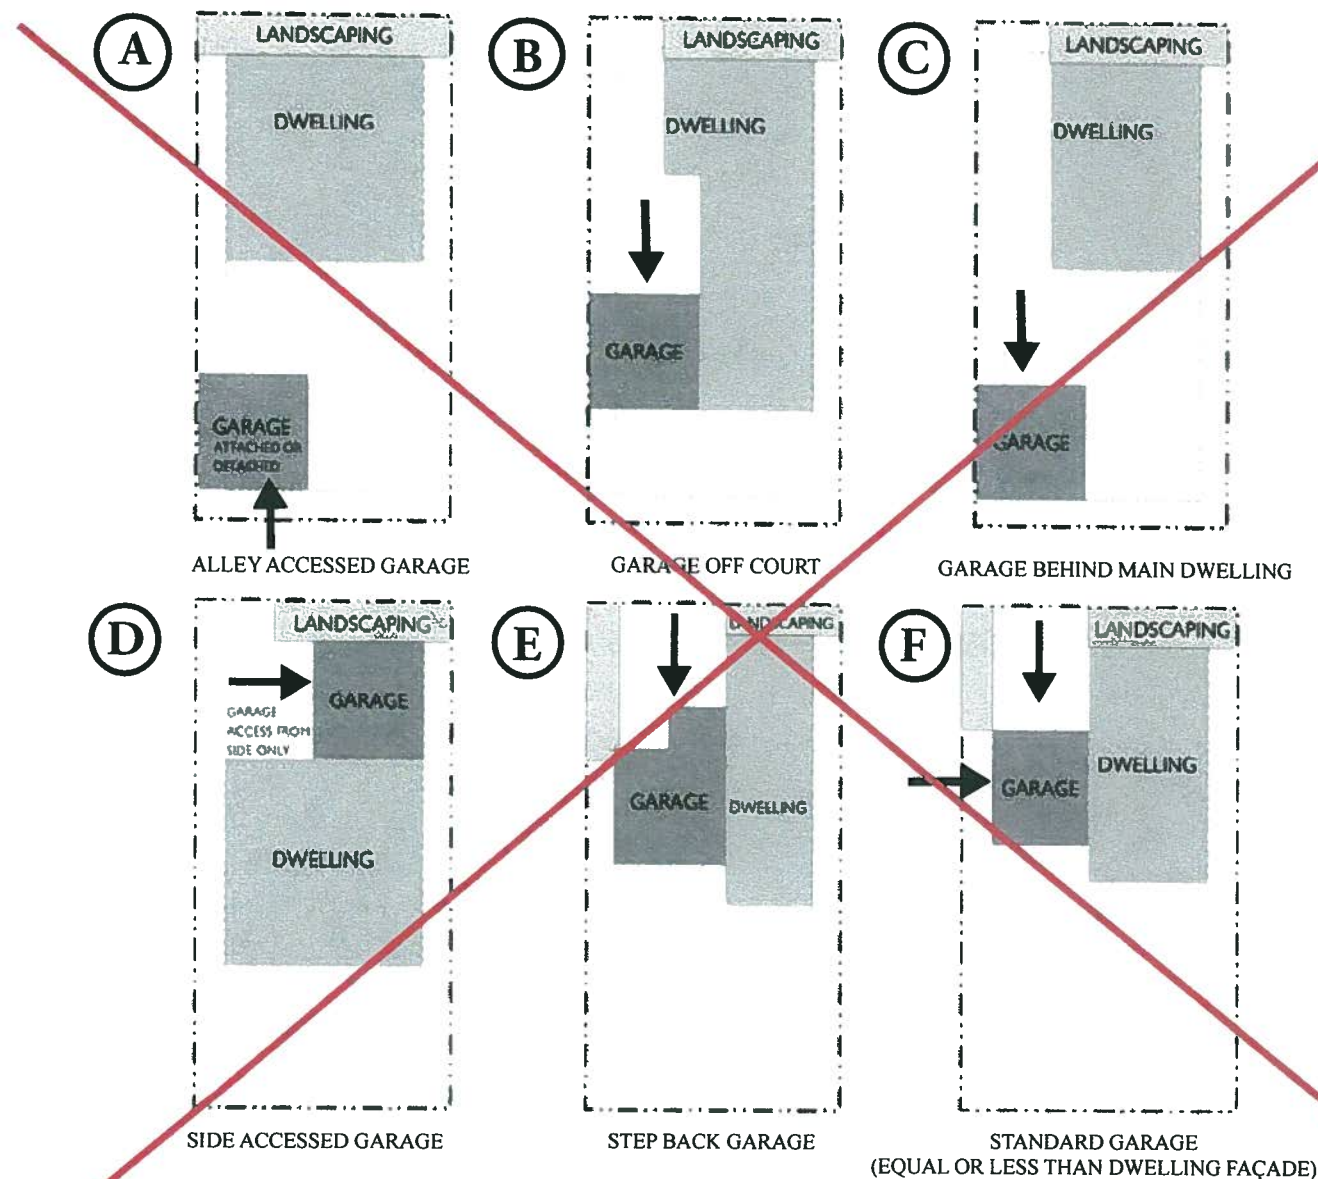 A
LANDSCAPING
DWELLING
GARAGE
ATTACHED OR
DETACHED
ALLEY ACCESSED GARAGE
B
LANDSCAPING
DWELLING
GARAGE
GARAGE OFF COURT
C
LANDSCAPING
DWELLING
GARAGE
GARAGE BEHIND MAIN DWELLING
D
LANDSCAPING
GARAGE
GARAGE
ACCESS FROM
SIDE ONLY
DWELLING
SIDE ACCESSED GARAGE
E
LANDSCAPING
GARAGE
DWELLING
STEP BACK GARAGE
F
LANDSCAPING
GARAGE
DWELLING
STANDARD GARAGE
(EQUAL OR LESS THAN DWELLING FAÇADE)